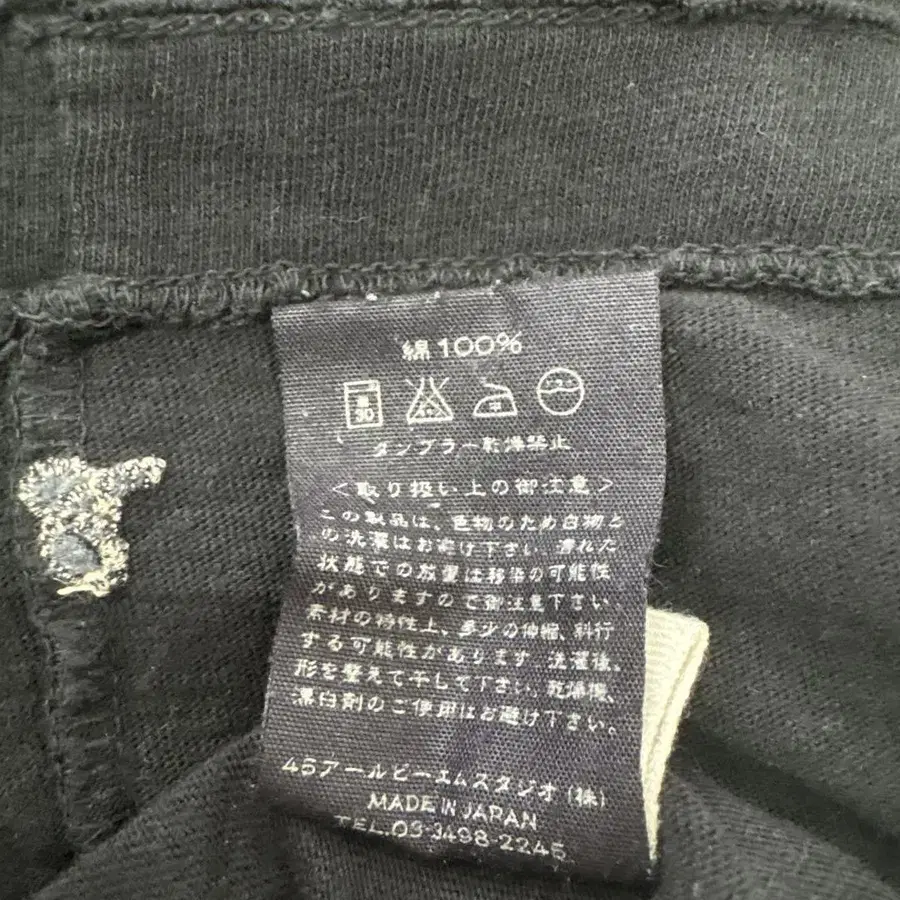 綿100%
弱
30
タンブラー乾燥禁止
<取り扱い上の御注意>
この製品は、色物のため白物と
の洗濯はお避け下さい。濡れた
状態での放置は移染の可能性
がありますので御注意下さい
素材の特性上、多少の伸縮、斜行
する可能性があります。洗濯後、
形を整えて干して下さい。乾燥機、
漂白剤のご使用はお避け下さい。
45アールピーエムスタジオ(株)
MADE IN JAPAN
TEL.03-3498-2245